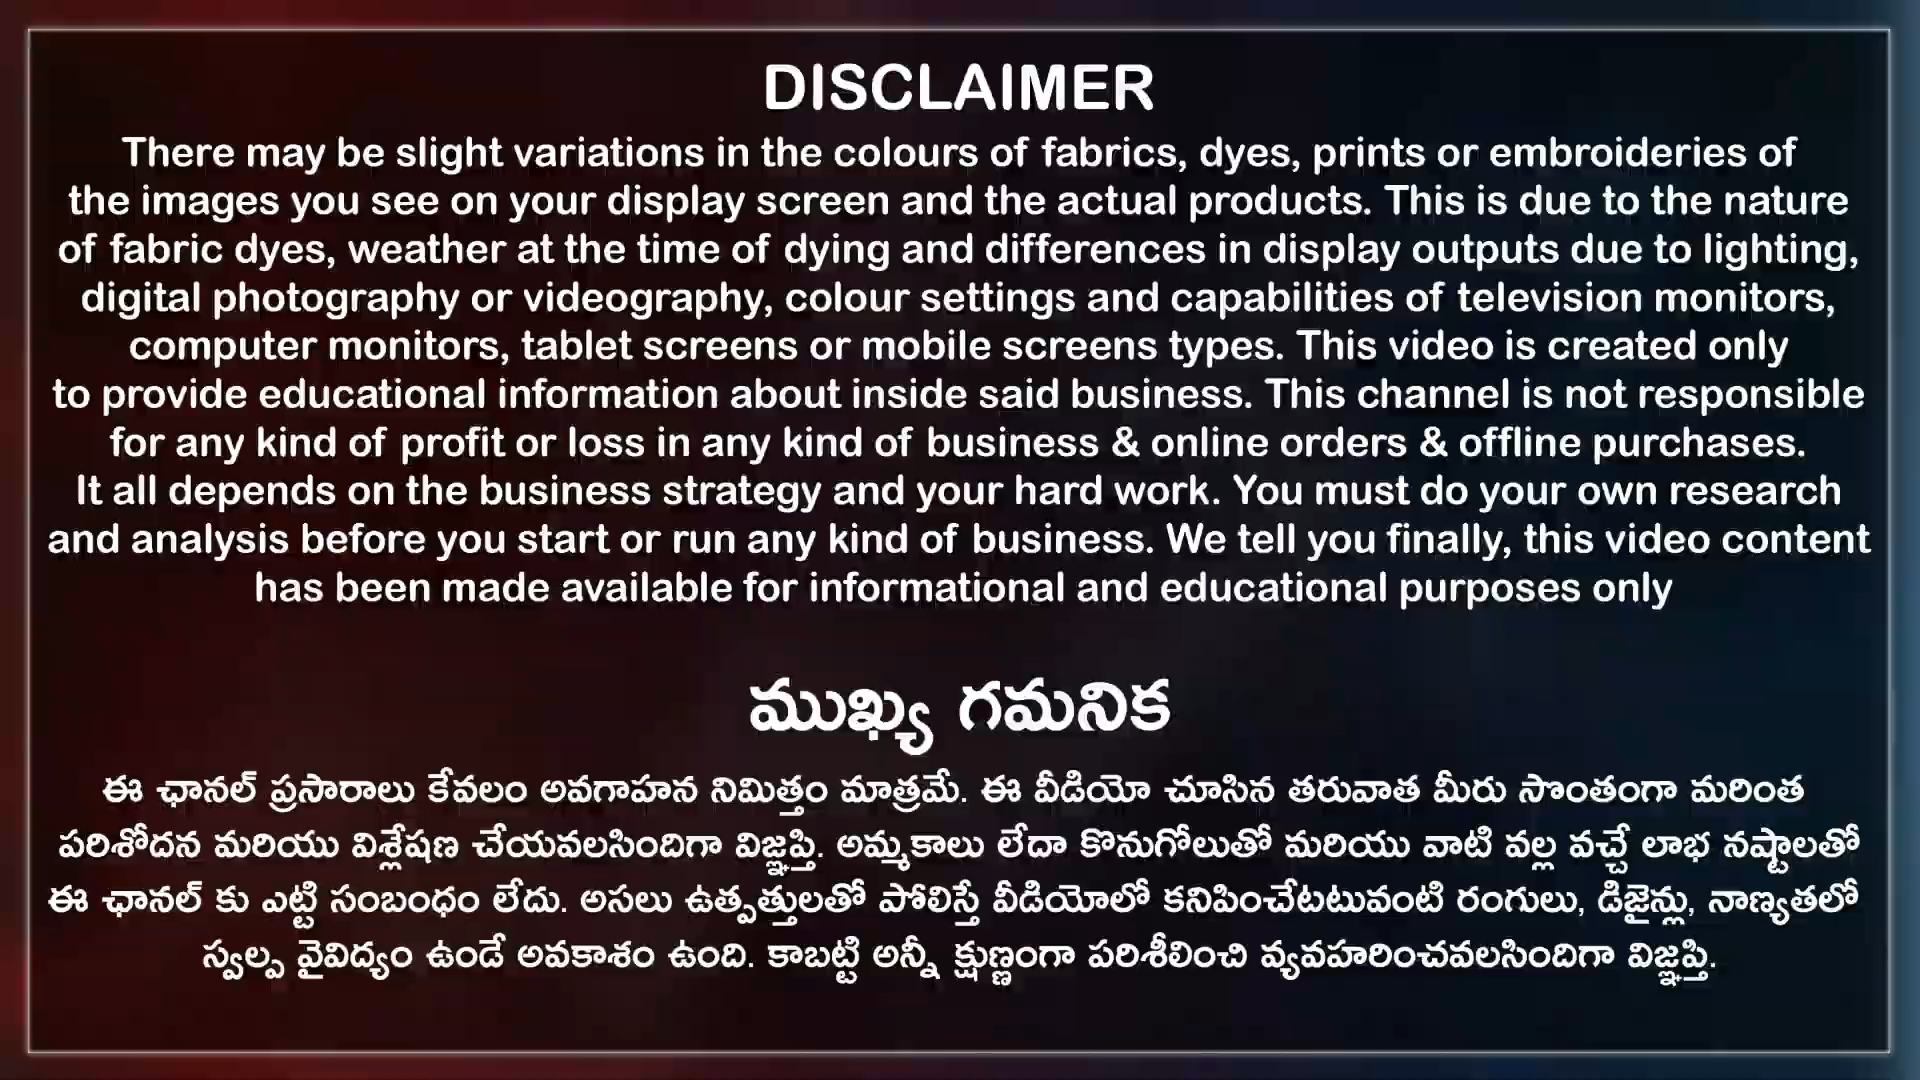 DISCLAIMER
There may be slight variations in the colours of fabrics, dyes, prints or embroideries of
the images you see on your display screen and the actual products. This is due to the nature
of fabric dyes, weather at the time of dying and differences in display outputs due to lighting,
digital photography or videography, colour settings and capabilities of television monitors,
computer monitors, tablet screens or mobile screens types. This video is created only
to provide educational information about inside said business. This channel is not responsible
for any kind of profit or loss in any kind of business & online orders & offline purchases.
It all depends on the business strategy and your hard work. You must do your own research
and analysis before you start or run any kind of business. We tell you finally, this video content
has been made available for informational and educational purposes only
ముఖ్య గమనిక
ఈ ఛానల్ ప్రసారాలు కేవలం అవగాహన నిమిత్తం మాత్రమే. ఈ వీడియో చూసిన తరువాత మీరు సొంతంగా మరింత
పరిశోదన మరియు విశ్లేషణ చేయవలసిందిగా విజ్ఞప్తి. అమ్మకాలు లేదా కొనుగోలుతో మరియు వాటి వల్ల వచ్చే లాభ నష్టాలతో
ఈ ఛానల్ కు ఎట్టి సంబంధం లేదు. అసలు ఉత్పత్తులతో పోలిస్తే వీడియోలో కనిపించేటటువంటి రంగులు, డిజైన్లు, నాణ్యతలో
స్వల్ప వైవిద్యం ఉండే అవకాశం ఉంది. కాబట్టి అన్నీ క్షుణ్ణంగా పరిశీలించి వ్యవహరించవలసిందిగా విజ్ఞప్తి.